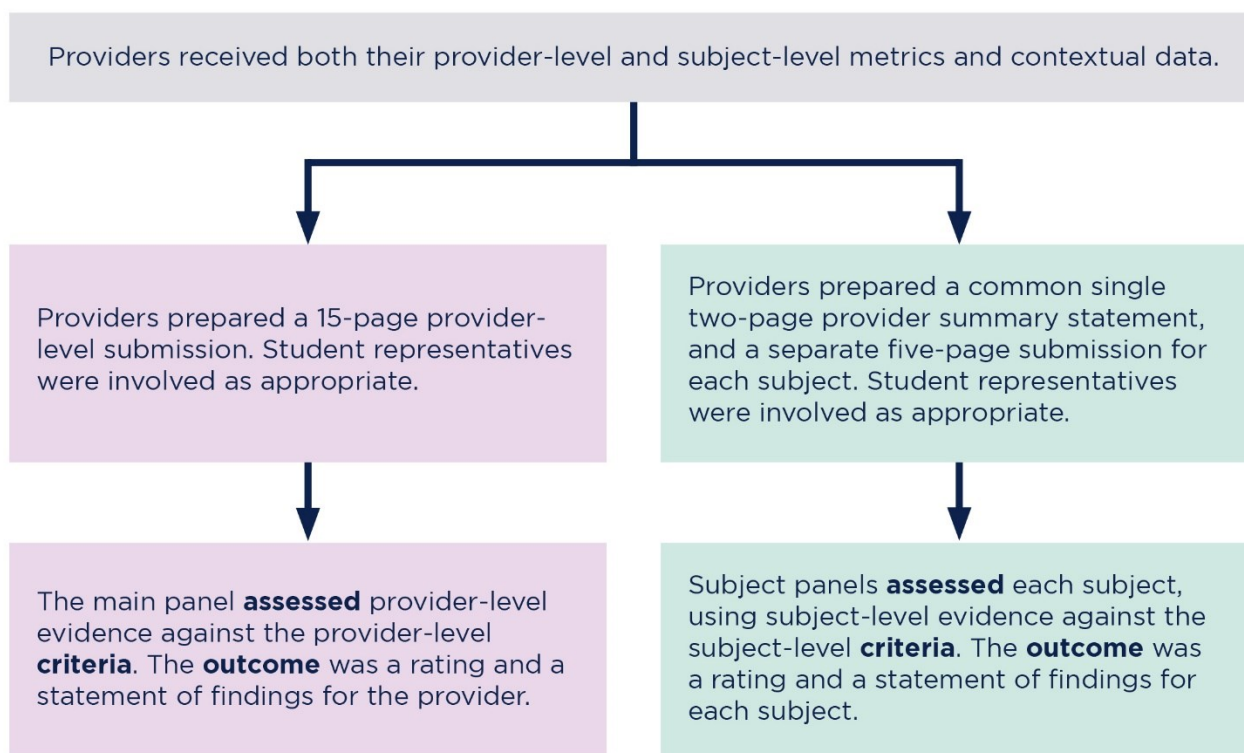 Providers received both their provider-level and subject-level metrics and contextual data.
Providers prepared a 15-page provider-
level submission. Student representatives
were involved as appropriate.
Providers prepared a common single
two-page provider summary statement,
and a separate five-page submission for
each subject. Student representatives
were involved as appropriate.
The main panel assessed provider-level
evidence against the provider-level
criteria. The outcome was a rating and a
statement of findings for the provider.
Subject panels assessed each subject,
using subject-level evidence against the
subject-level criteria. The outcome was
a rating and a statement of findings for
each subject.